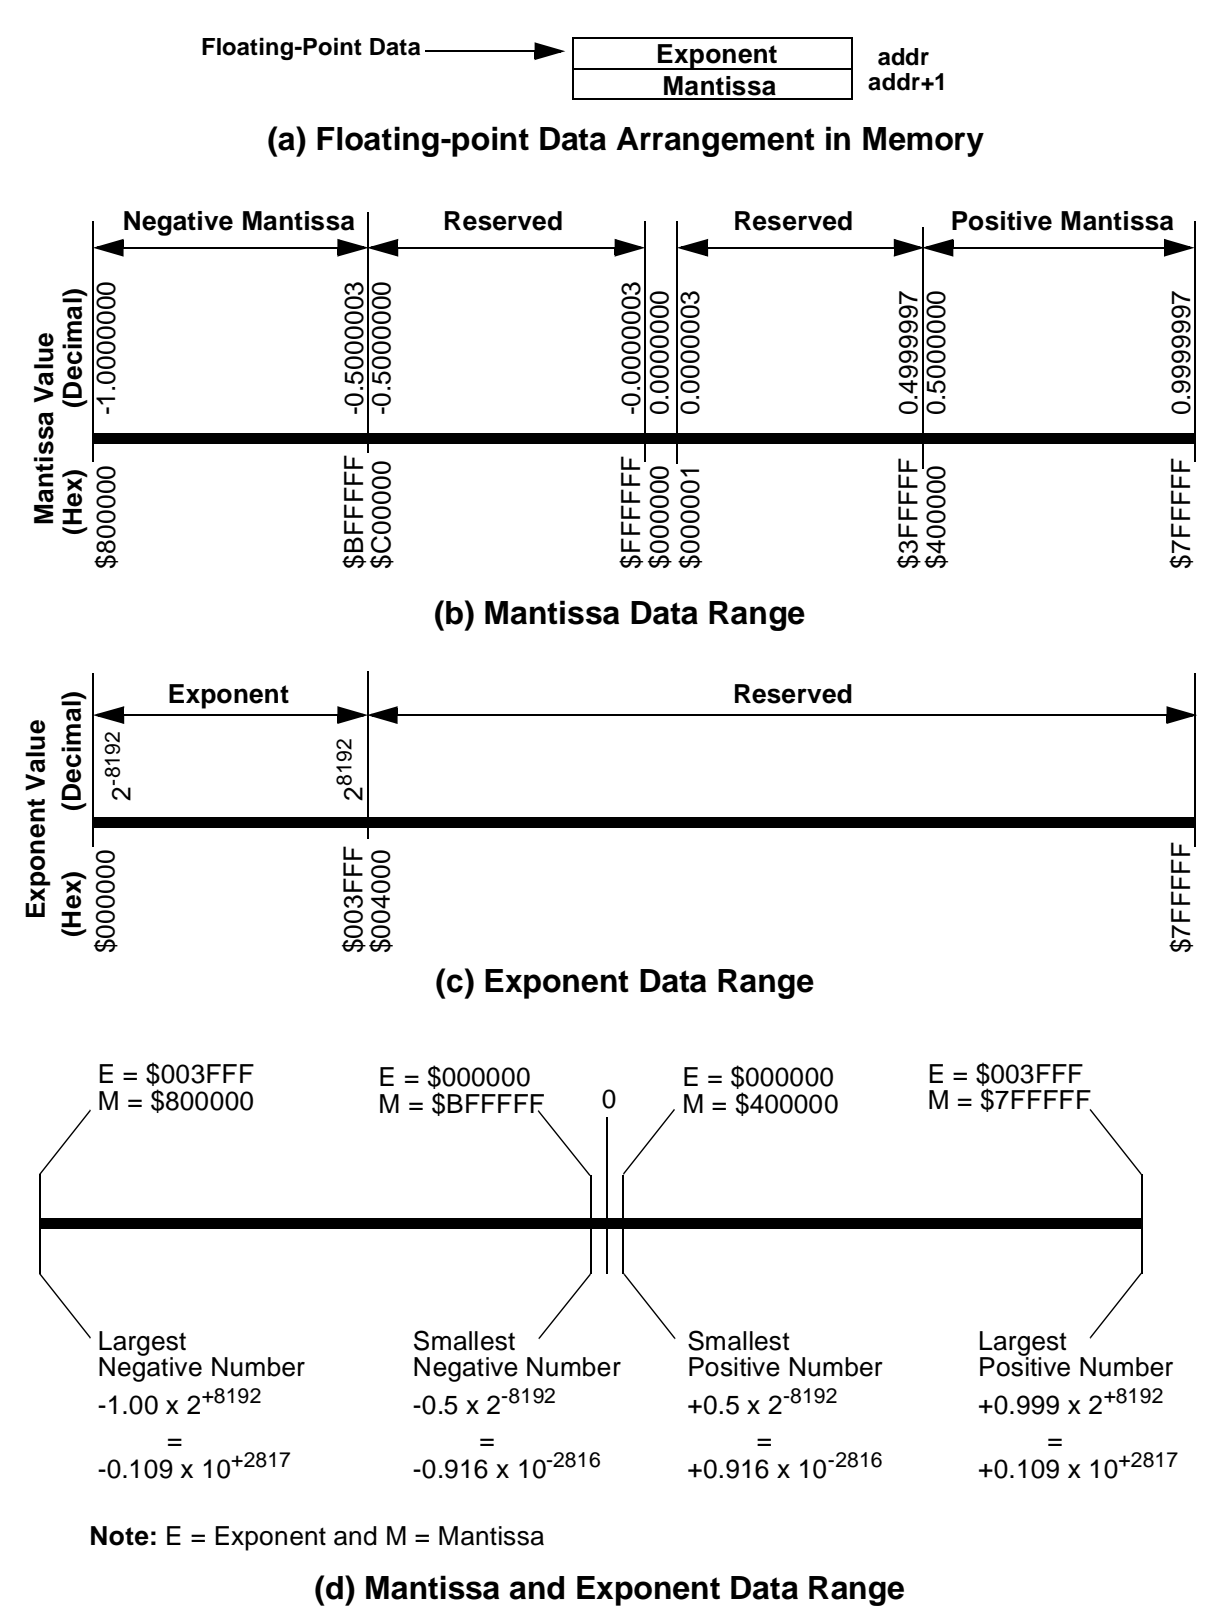 Floating-Point Data
Exponent
addr
Mantissa
addr+1
(a) Floating-point Data Arrangement in Memory
Negative Mantissa
Reserved
Reserved
Positive Mantissa
Mantissa Value
(Decimal)
-1.0000000
-0.5000003
-0.5000000
-0.0000003
0.0000000
0.0000003
0.4999997
0.5000000
0.9999997
(Hex)
$800000
$BFFFFF
$C00000
$FFFFFF
$000000
$000001
$3FFFFF
$400000
$7FFFFF
(b) Mantissa Data Range
Exponent
Reserved
Exponent Value
(Decimal)
2^-8192
2^8192
(Hex)
$000000
$003FFF
$004000
$7FFFFF
(c) Exponent Data Range
E = $003FFF
M = $800000
E = $000000
M = $BFFFFF
0
E = $000000
M = $400000
E = $003FFF
M = $7FFFFF
Largest
Negative Number
-1.00 x 2^+8192
=
-0.109 x 10^+2817
Smallest
Negative Number
-0.5 x 2^-8192
=
-0.916 x 10^-2816
Smallest
Positive Number
+0.5 x 2^-8192
=
+0.916 x 10^-2816
Largest
Positive Number
+0.999 x 2^+8192
=
+0.109 x 10^+2817
Note: E = Exponent and M = Mantissa
(d) Mantissa and Exponent Data Range